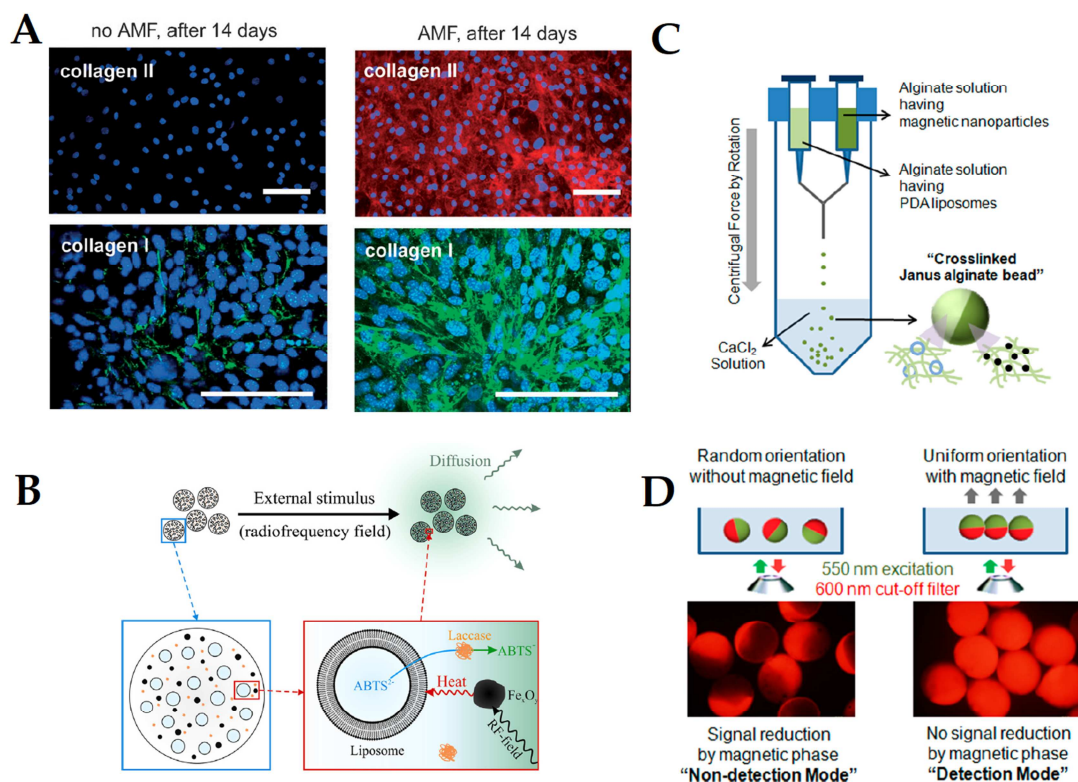 A
no AMF, after 14 days
AMF, after 14 days
collagen II
collagen II
collagen I
collagen I
C
Alginate solution
having
magnetic nanoparticles
Alginate solution
having
PDA liposomes
Centrifugal Force by Rotation
"Crosslinked
Janus alginate bead"
CaCl₂
Solution
B
External stimulus
(radiofrequency field)
Diffusion
Laccase
ABTS²⁻
ABTS⁻
Heat
FeₓOᵧ
RF-field
Liposome
D
Random orientation
without magnetic field
Uniform orientation
with magnetic field
550 nm excitation
600 nm cut-off filter
Signal reduction
by magnetic phase
"Non-detection Mode"
No signal reduction
by magnetic phase
"Detection Mode"